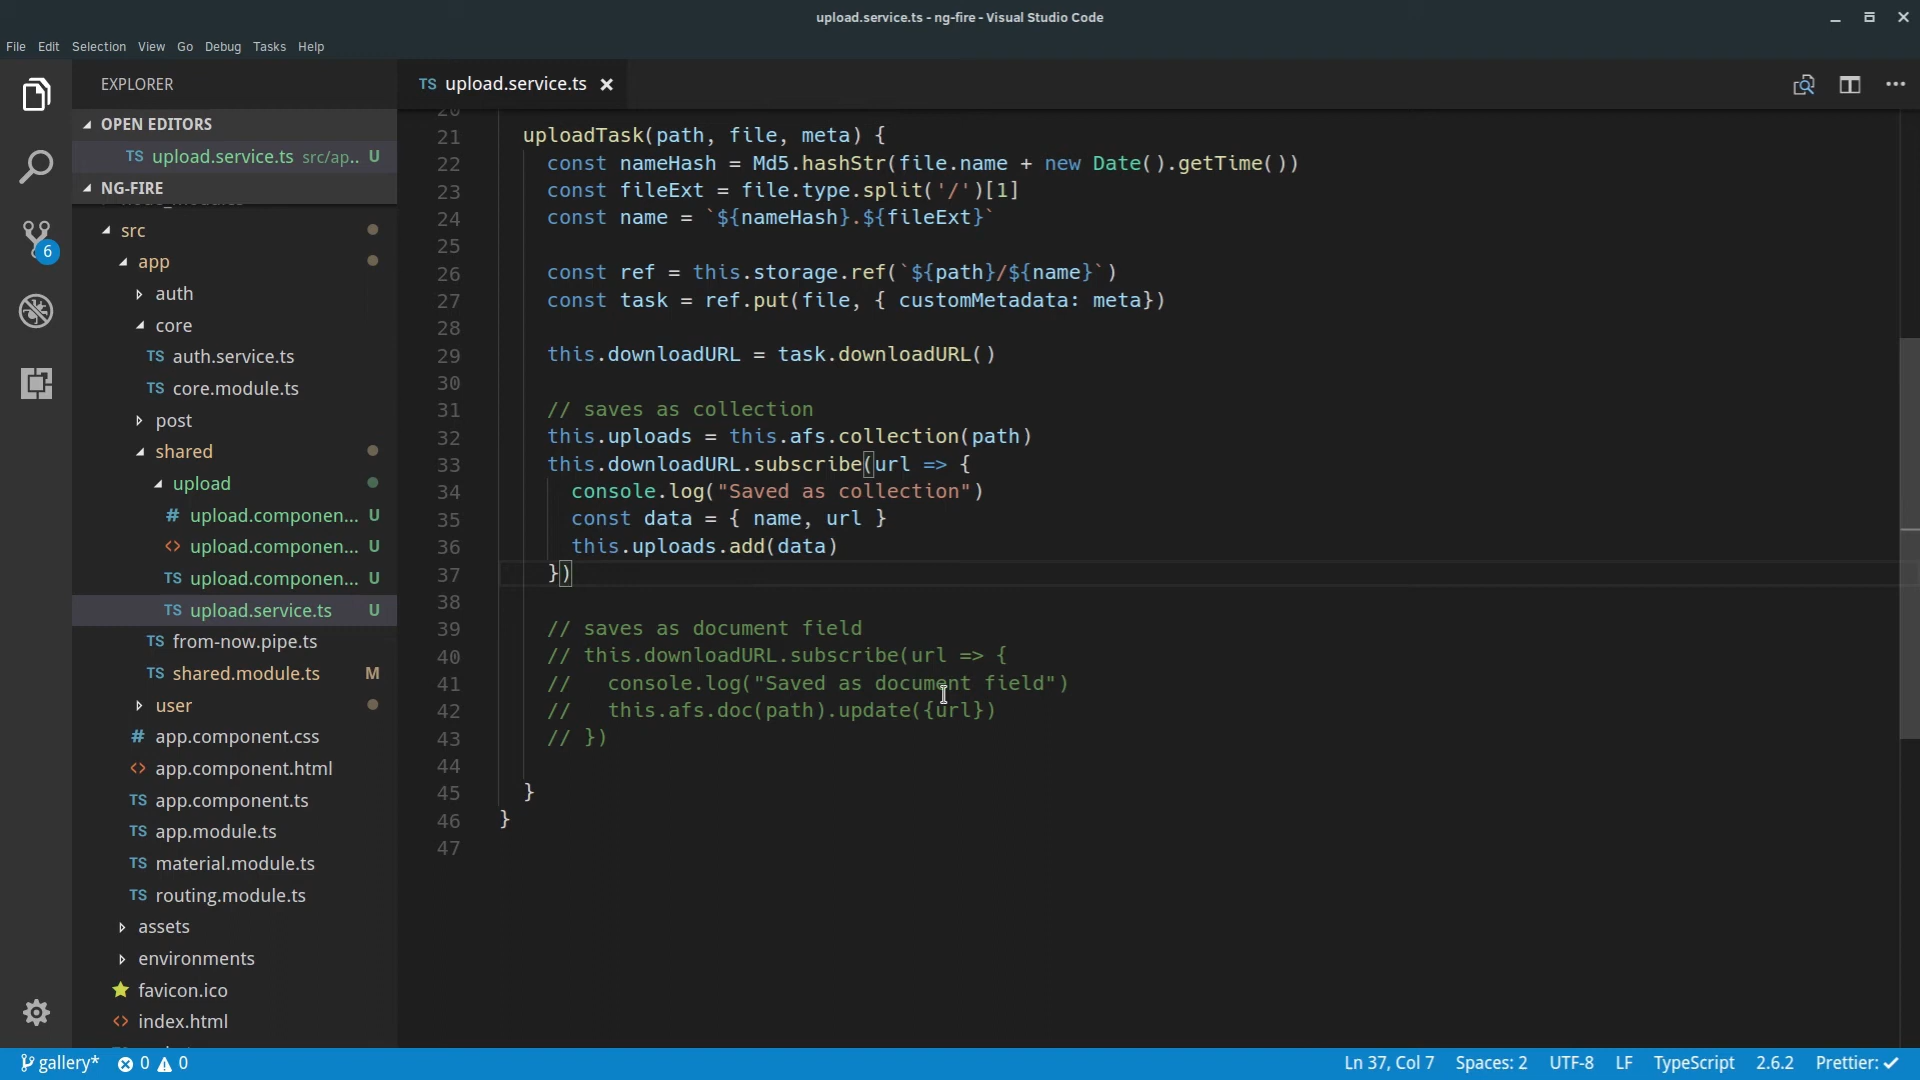 upload.service.ts - ng-fire - Visual Studio Code
File Edit Selection View Go Debug Tasks Help
EXPLORER
TS upload.service.ts
OPEN EDITORS
TS upload.service.ts src/ap.. U
NG-FIRE
src
app
auth
core
TS auth.service.ts
TS core.module.ts
post
shared
upload
# upload.componen... U
<> upload.componen... U
TS upload.componen... U
TS upload.service.ts U
TS from-now.pipe.ts
TS shared.module.ts M
user
# app.component.css
<> app.component.html
TS app.component.ts
TS app.module.ts
TS material.module.ts
TS routing.module.ts
assets
environments
favicon.ico
<> index.html
6
20
21 uploadTask(path, file, meta) {
22 const nameHash = Md5.hashStr(file.name + new Date().getTime())
23 const fileExt = file.type.split('/')[1]
24 const name = `${nameHash}.${fileExt}`
25
26 const ref = this.storage.ref(`${path}/${name}`)
27 const task = ref.put(file, { customMetadata: meta})
28
29 this.downloadURL = task.downloadURL()
30
31 // saves as collection
32 this.uploads = this.afs.collection(path)
33 this.downloadURL.subscribe(url => {
34 console.log("Saved as collection")
35 const data = { name, url }
36 this.uploads.add(data)
37 })
38
39 // saves as document field
40 // this.downloadURL.subscribe(url => {
41 //   console.log("Saved as document field")
42 //   this.afs.doc(path).update({url})
43 // })
44
45 }
46 }
47
gallery* 0 0 Ln 37, Col 7 Spaces: 2 UTF-8 LF TypeScript 2.6.2 Prettier: ✓